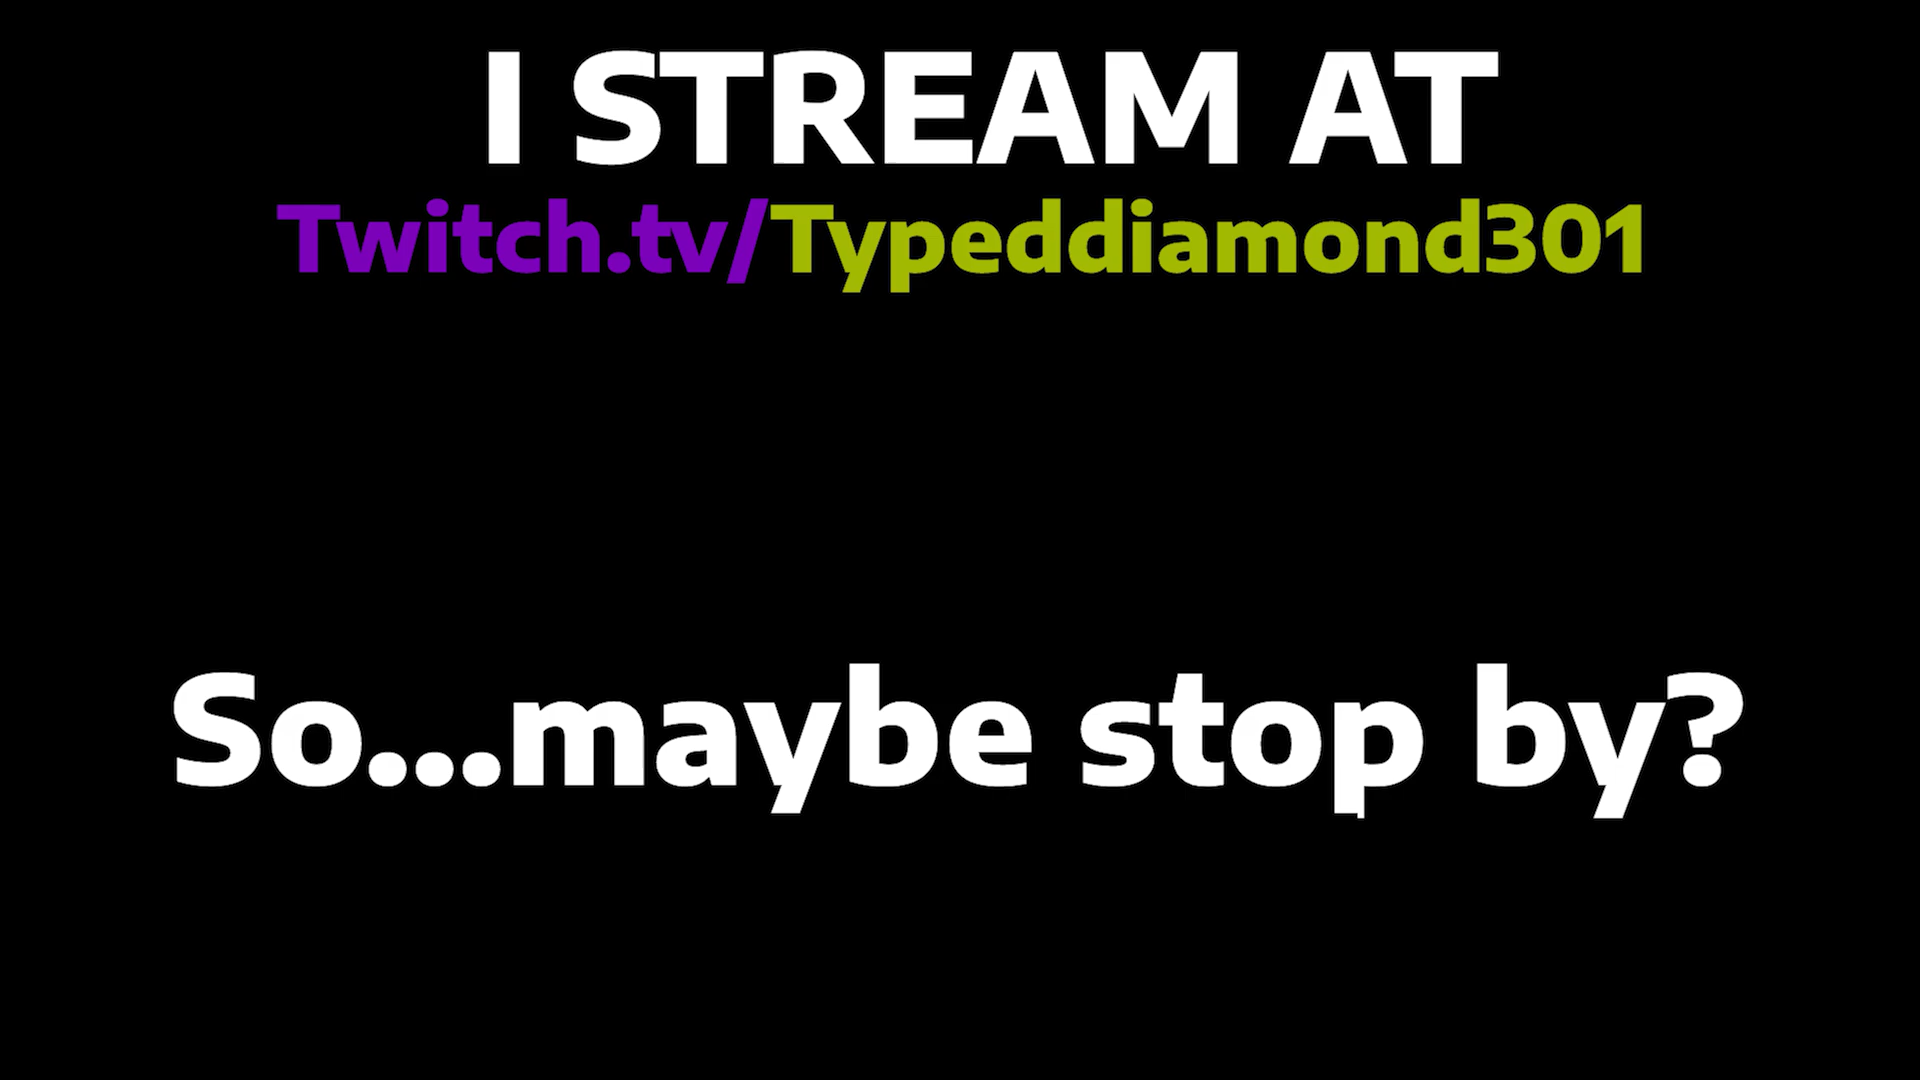 I STREAM AT
Twitch.tv/Typeddiamond301
So...maybe stop by?